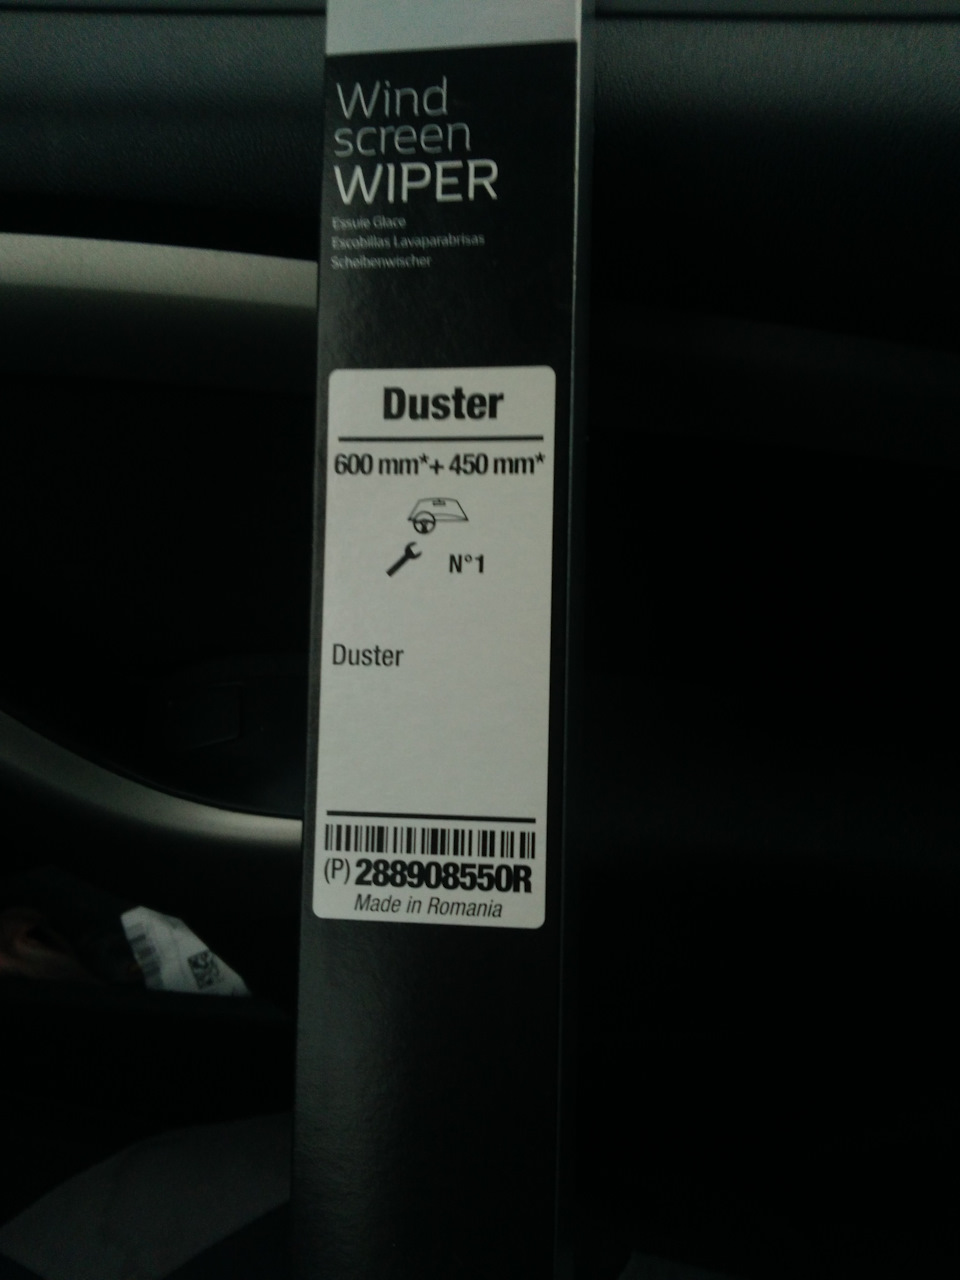 Wind
screen
WIPER
Essuie Glace
Escobillas Lavaparabrisas
Scheibenwischer
Duster
600 mm*+ 450 mm*
N°1
Duster
(P) 288908550R
Made in Romania